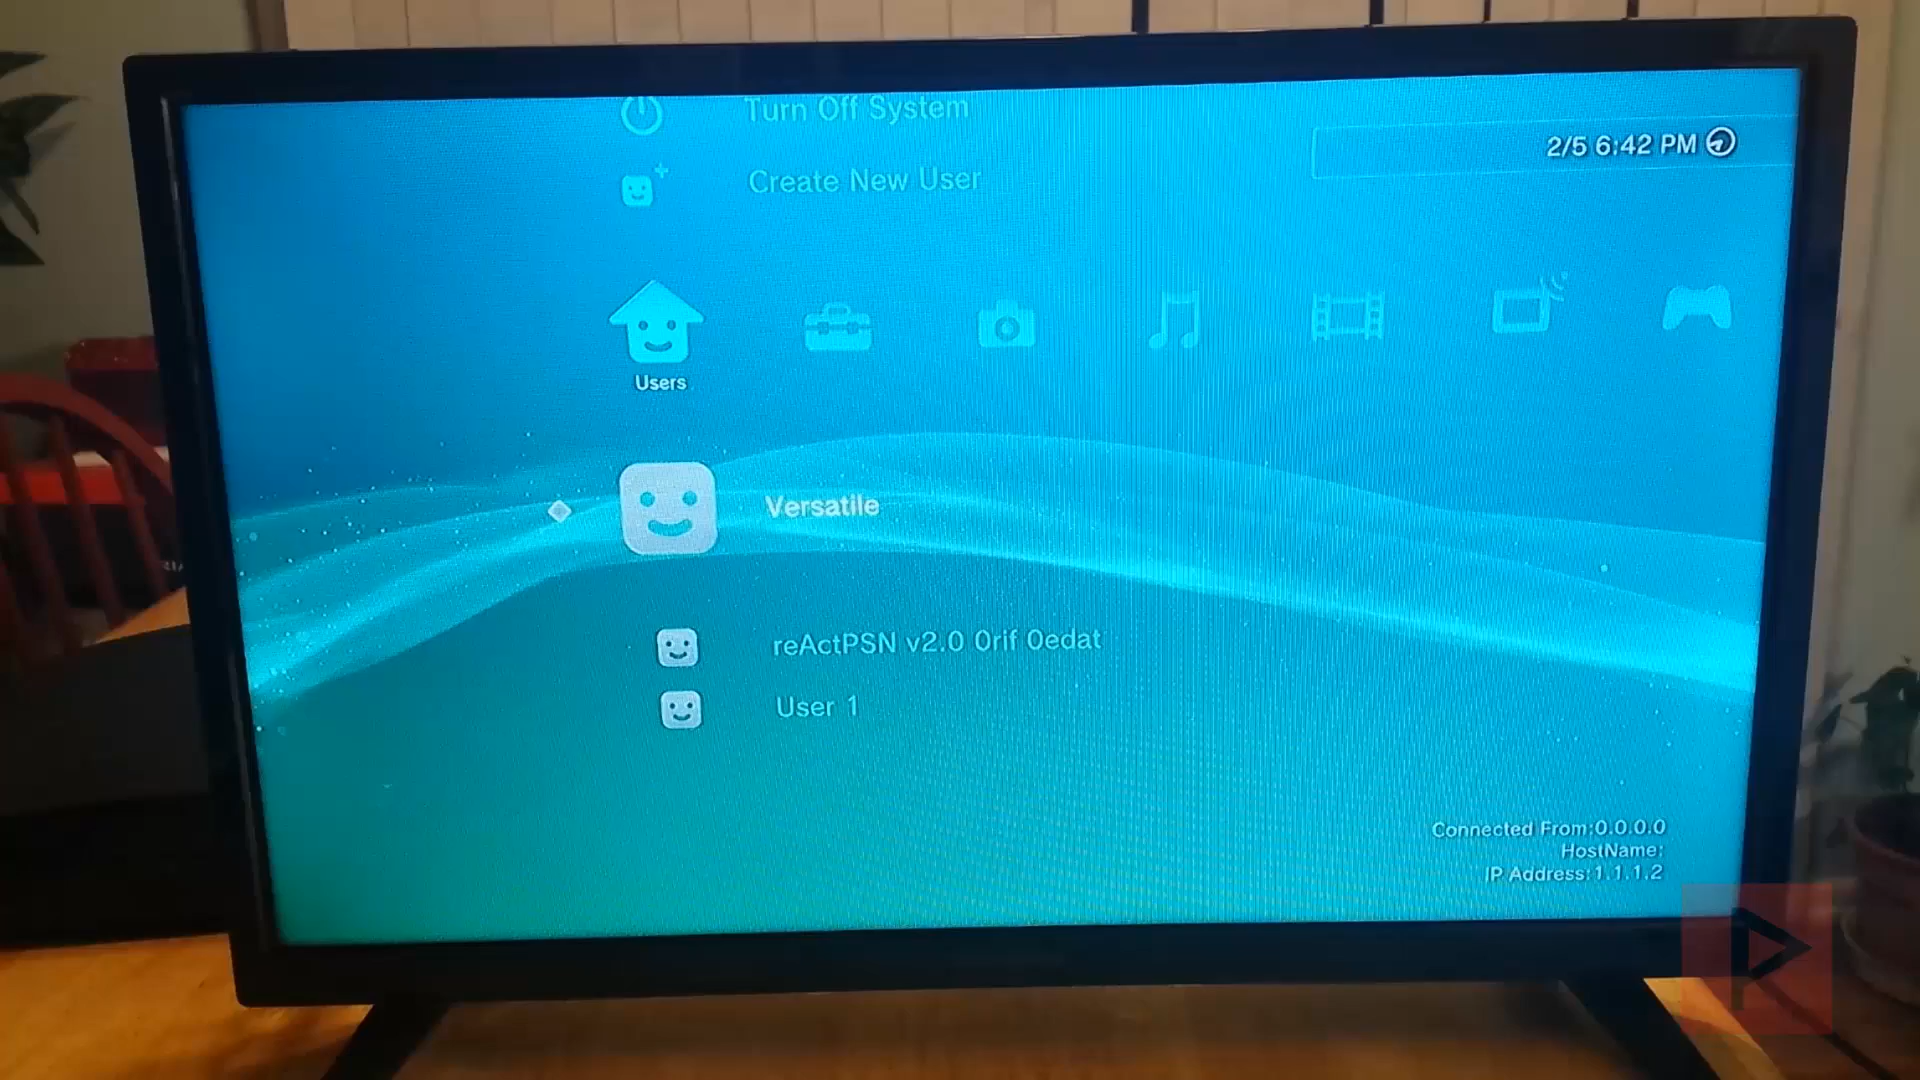 Turn Off System
2/5 6:42 PM
Create New User
Users
Versatile
reActPSN v2.0 0rif 0edat
User 1
Connected From:0.0.0.0
HostName:
IP Address:1.1.1.2